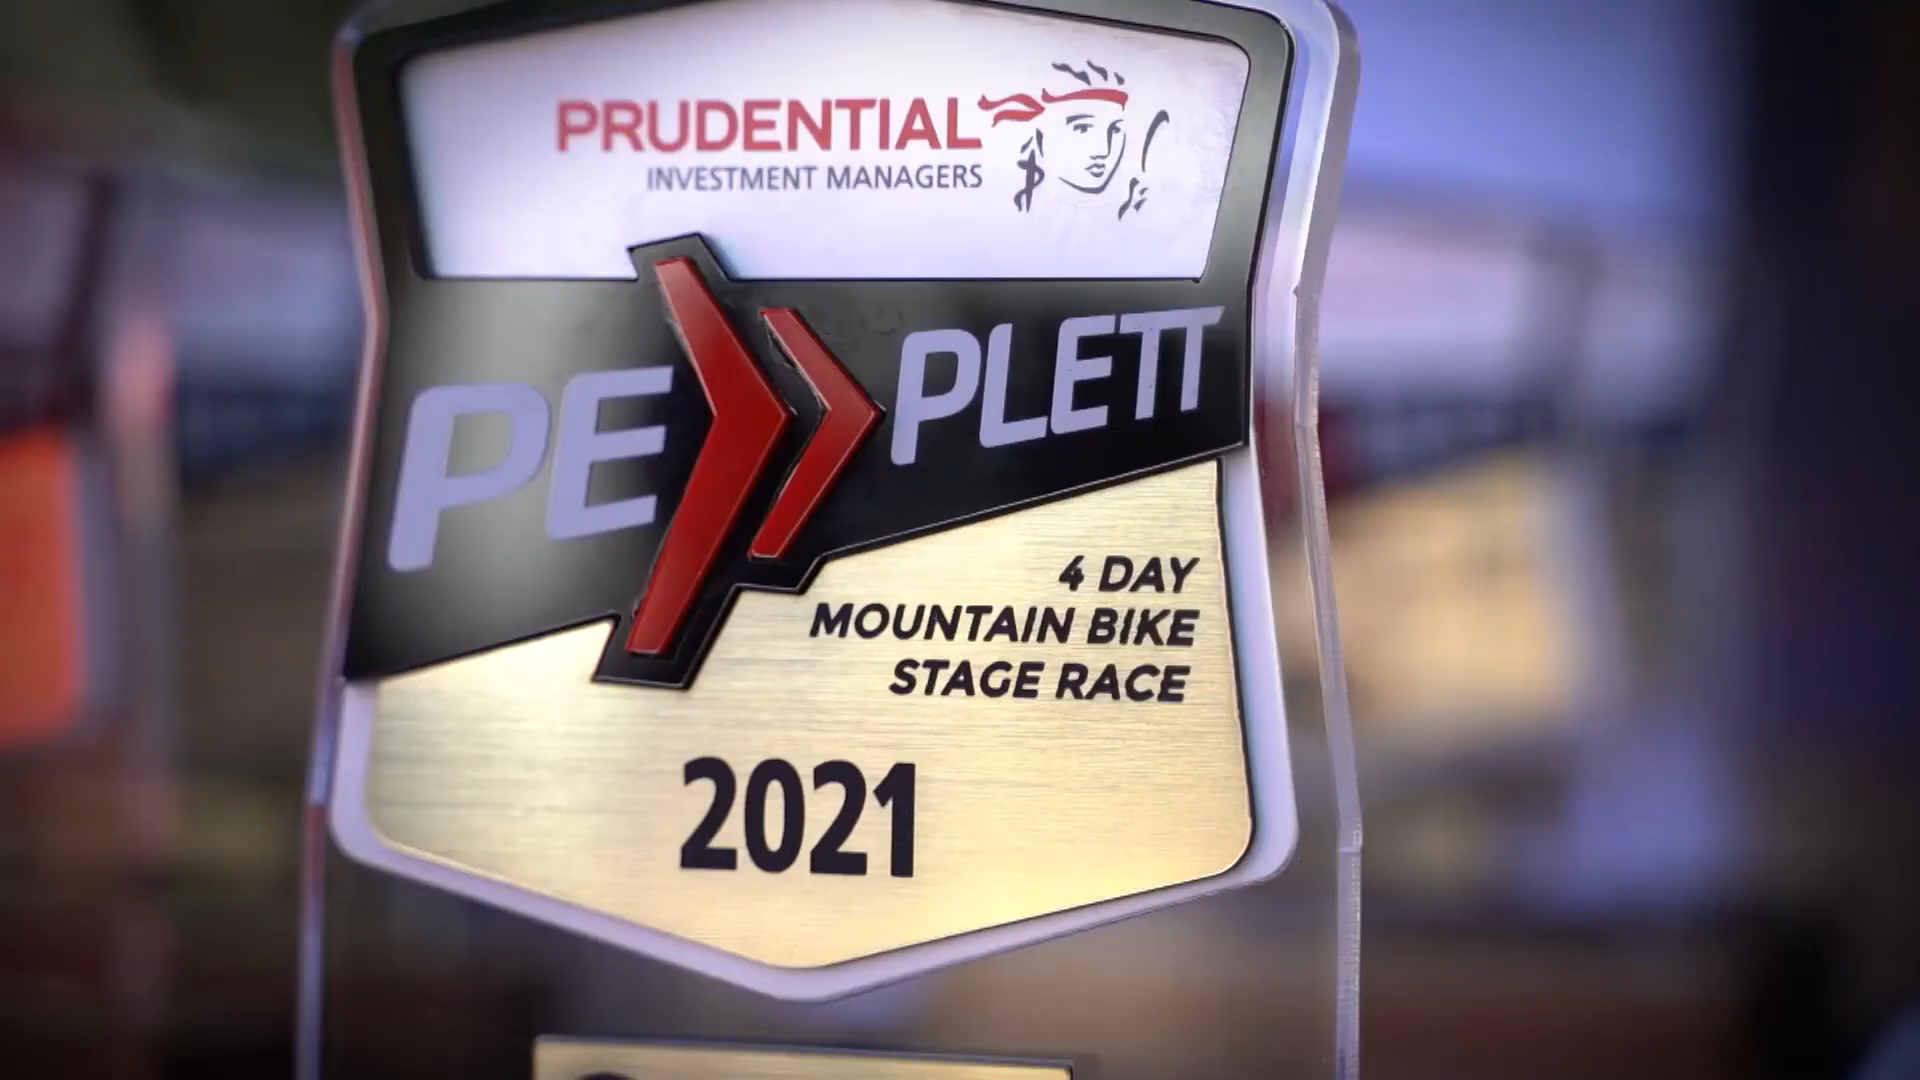 PRUDENTIAL
INVESTMENT MANAGERS
PE PLETT
4 DAY
MOUNTAIN BIKE
STAGE RACE
2021